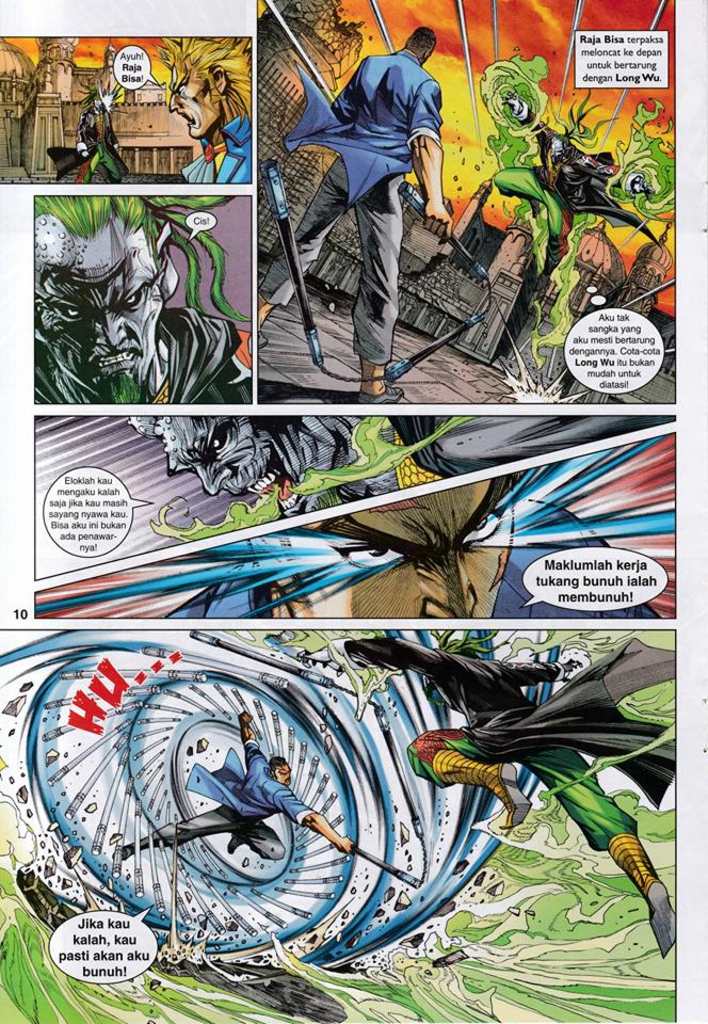 Ayuh!
Raja
Bisa!
Raja Bisa terpaksa
meloncat ke depan
untuk bertarung
dengan Long Wu.
Cis!
Aku tak
sangka yang
aku mesti bertarung
dengannya. Cota-cota
Long Wu itu bukan
mudah untuk
diatasi!
Eloklah kau
mengaku kalah
saja jika kau masih
sayang nyawa kau.
Bisa aku ini bukan
ada penawar-
nya!
Maklumlah kerja
tukang bunuh ialah
membunuh!
10
HU...
Jika kau
kalah, kau
pasti akan aku
bunuh!